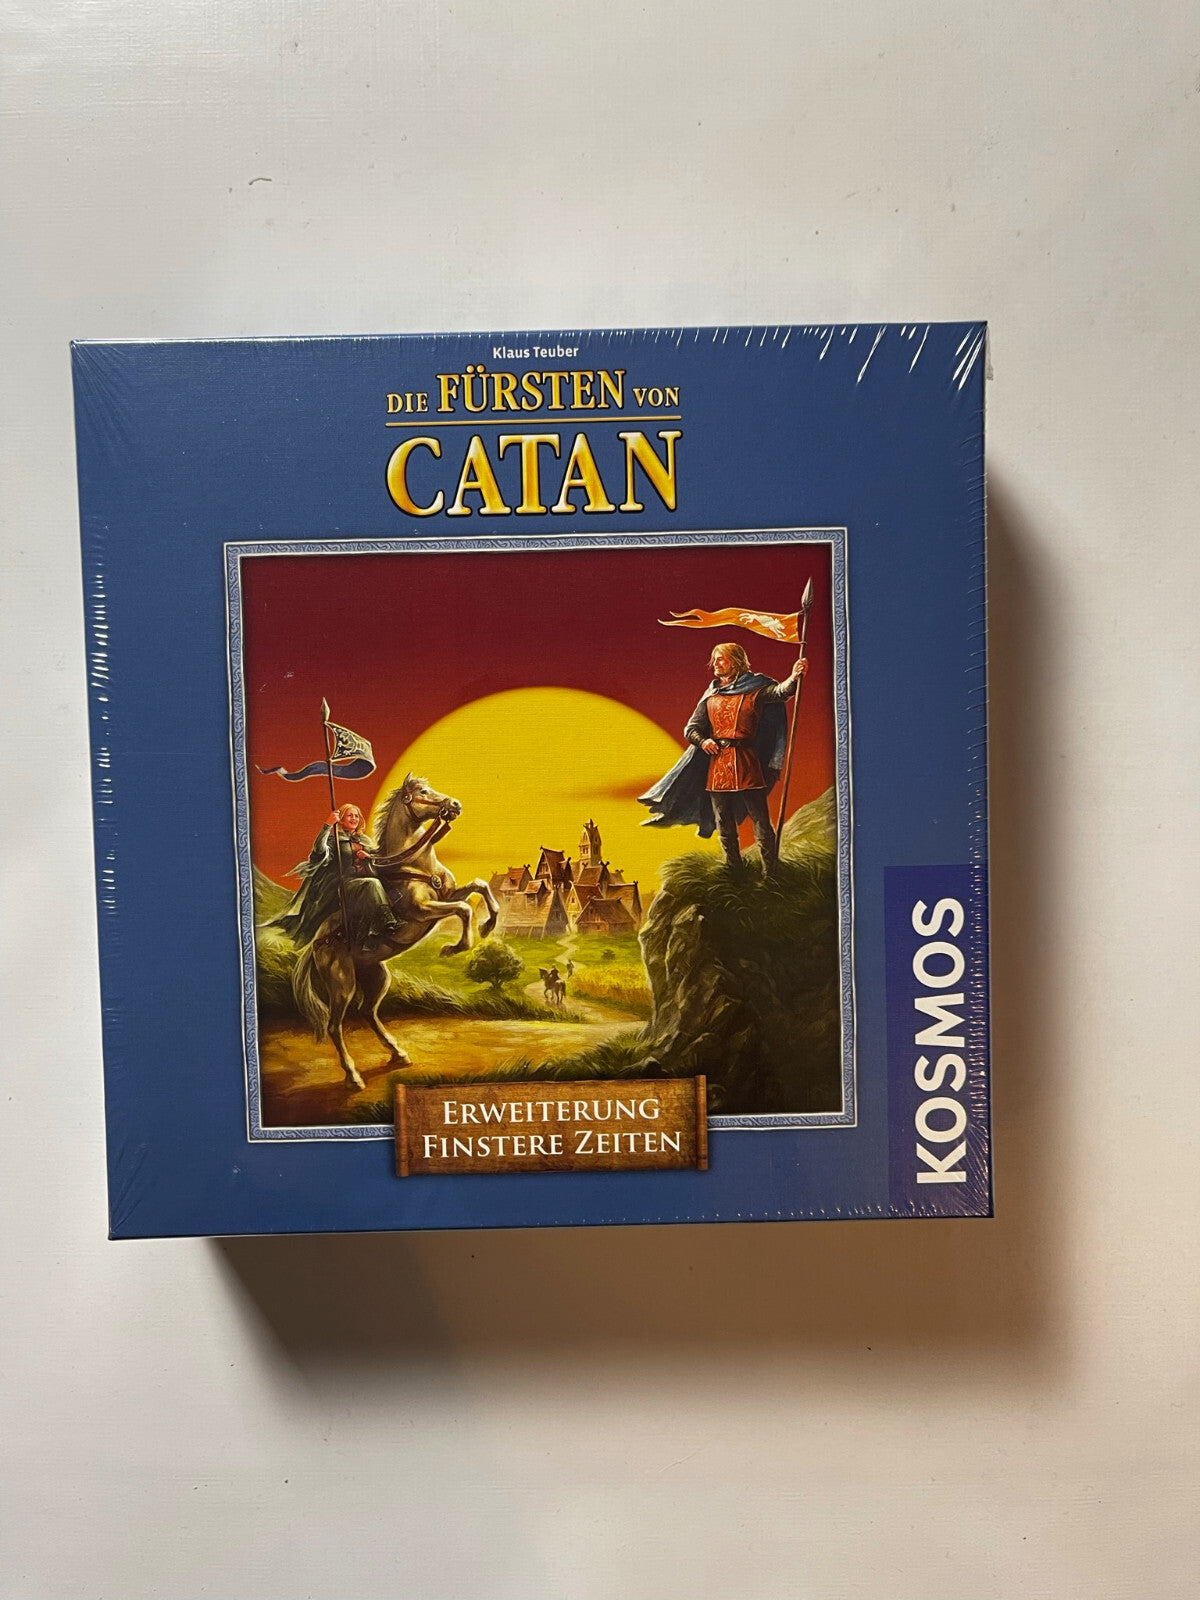 Klaus Teuber
DIE FÜRSTEN VON
CATAN
ERWEITERUNG
FINSTERE ZEITEN
KOSMOS